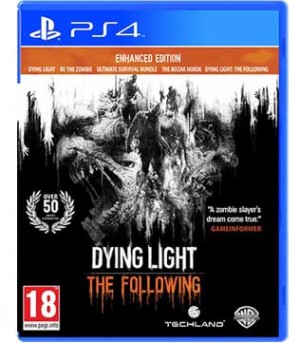 PS4
ENHANCED EDITION
DYING LIGHT · BE THE ZOMBIE · ULTIMATE SURVIVAL BUNDLE · THE BOZAK HORDE · DYING LIGHT: THE FOLLOWING
OVER
50
"A zombie slayer's
dream come true."
GAMEINFORMER
DYING LIGHT
THE FOLLOWING
18
www.pegi.info
TECHLAND
WB